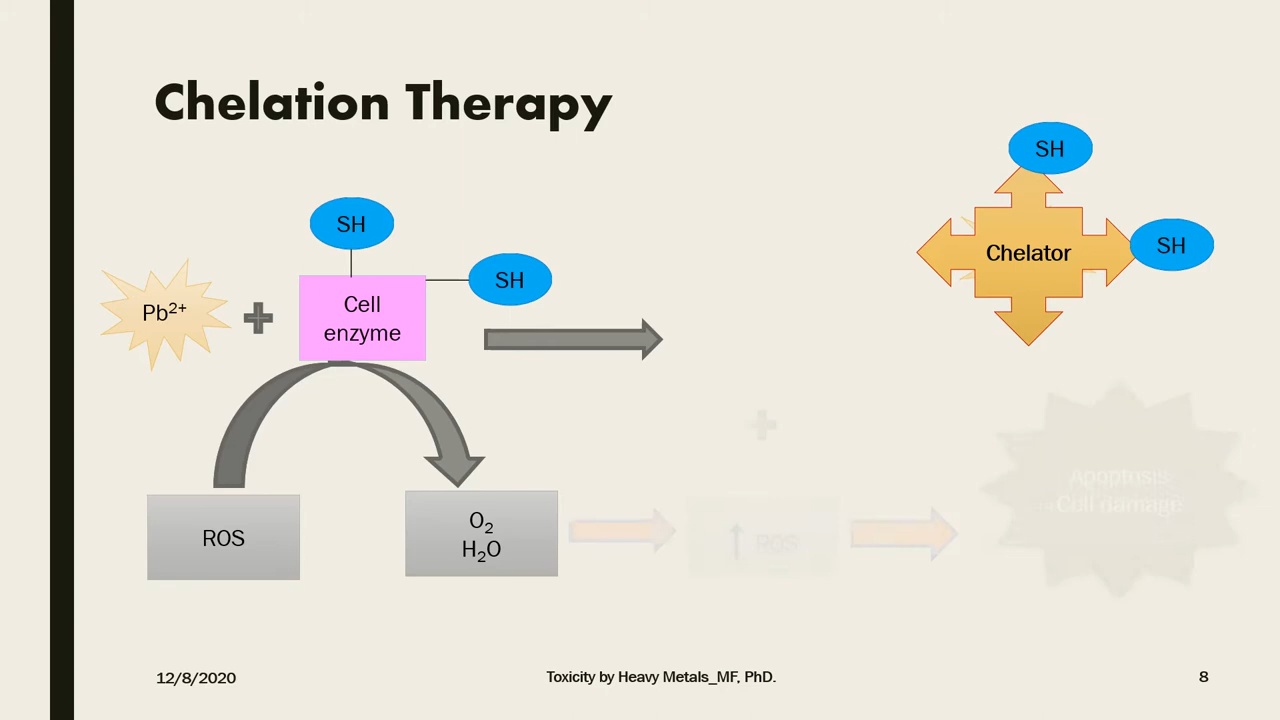 Chelation Therapy
SH
SH
SH
SH
Chelator
Pb²⁺
Cell
enzyme
ROS
O₂
H₂O
↑ ROS
Apoptosis
Cell damage
12/8/2020
Toxicity by Heavy Metals_MF, PhD.
8